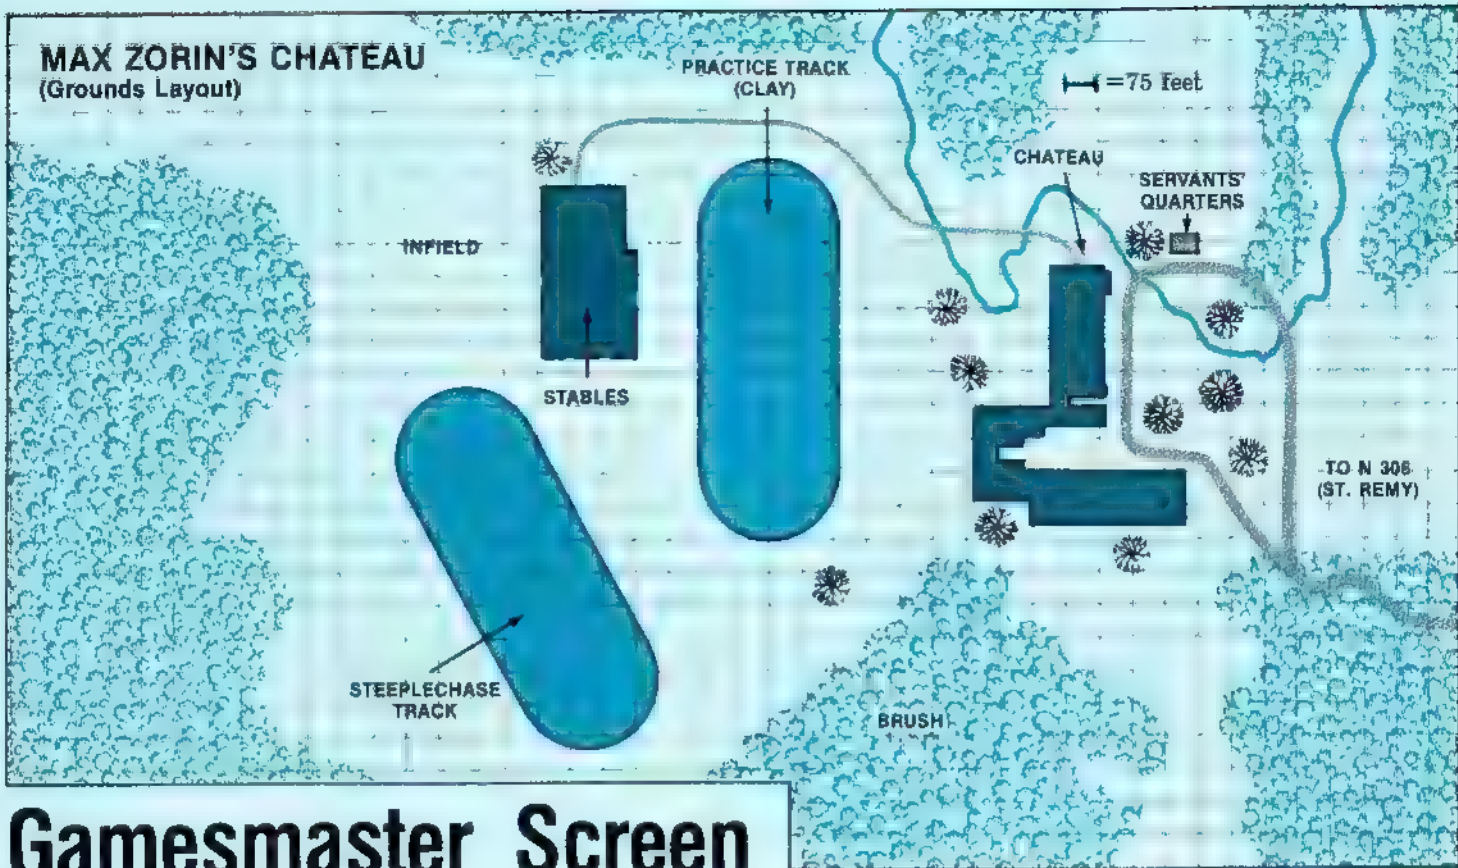 MAX ZORIN'S CHATEAU
(Grounds Layout)
PRACTICE TRACK
(CLAY)
=75 feet
CHATEAU
SERVANTS'
QUARTERS
INFIELD
STABLES
TO N 306
(ST. REMY)
STEEPLECHASE
TRACK
BRUSH
Gamesmaster Screen